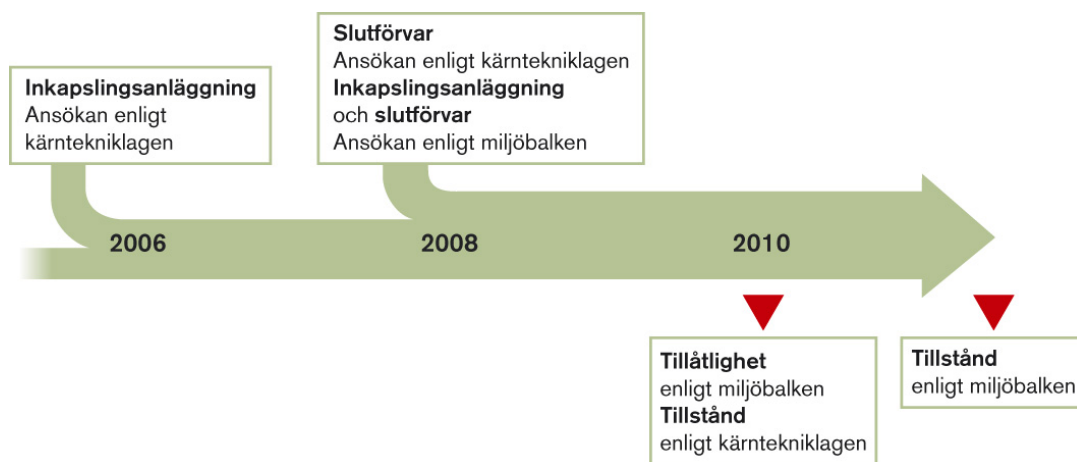 Slutförvar
Ansökan enligt kärntekniklagen
Inkapslingsanläggning
och slutförvar
Ansökan enligt miljöbalken
Inkapslingsanläggning
Ansökan enligt
kärntekniklagen
2006
2008
2010
Tillåtlighet
enligt miljöbalken
Tillstånd
enligt kärntekniklagen
Tillstånd
enligt miljöbalken